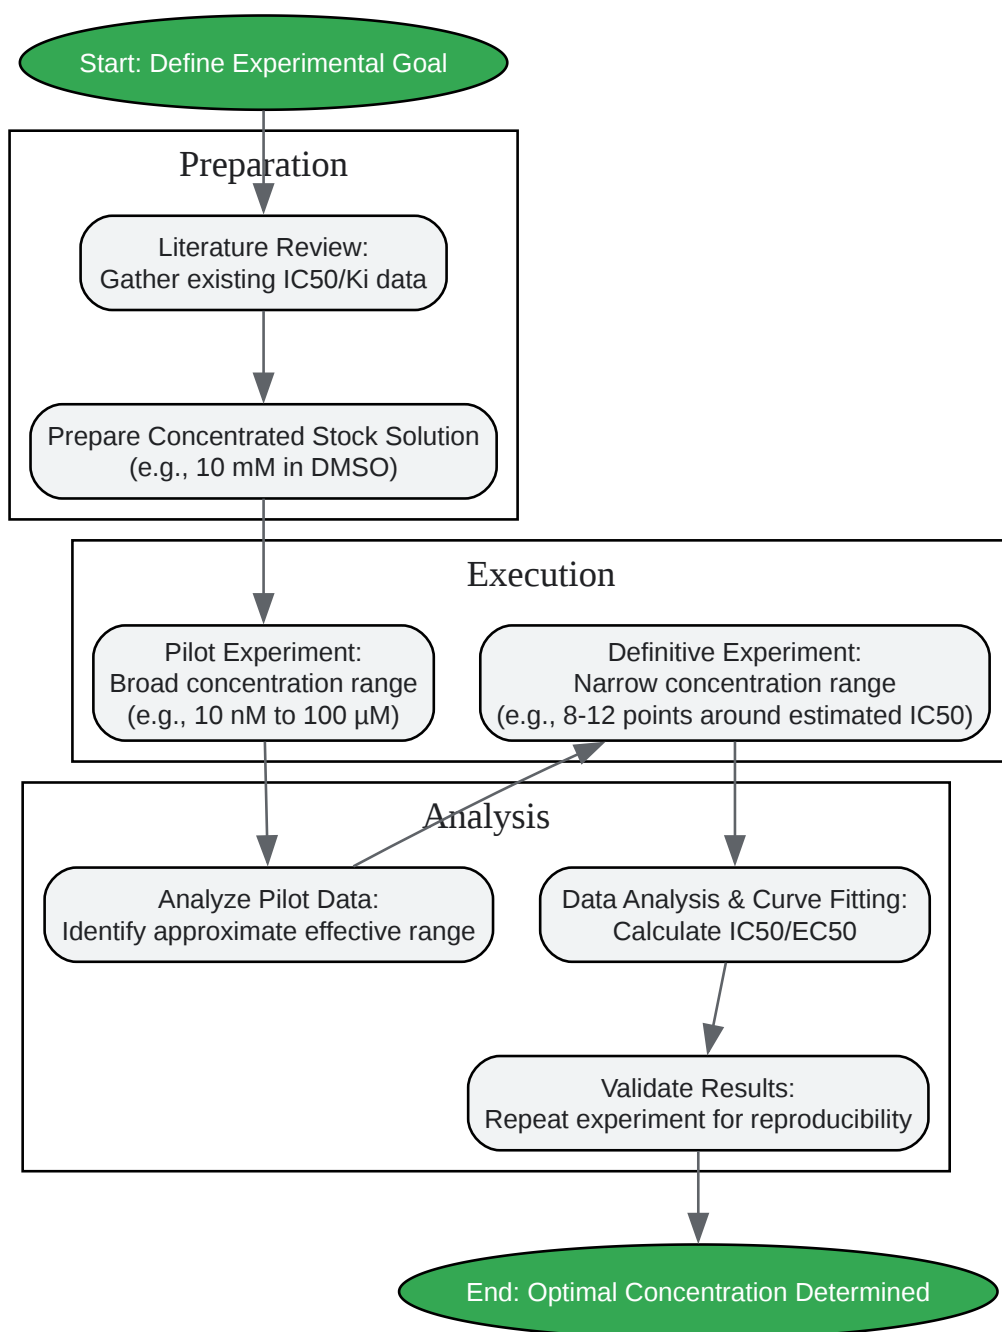 Start: Define Experimental Goal
Preparation
Literature Review:
Gather existing IC50/Ki data
Prepare Concentrated Stock Solution
(e.g., 10 mM in DMSO)
Execution
Pilot Experiment:
Broad concentration range
(e.g., 10 nM to 100 µM)
Definitive Experiment:
Narrow concentration range
(e.g., 8-12 points around estimated IC50)
Analysis
Analyze Pilot Data:
Identify approximate effective range
Data Analysis & Curve Fitting:
Calculate IC50/EC50
Validate Results:
Repeat experiment for reproducibility
End: Optimal Concentration Determined